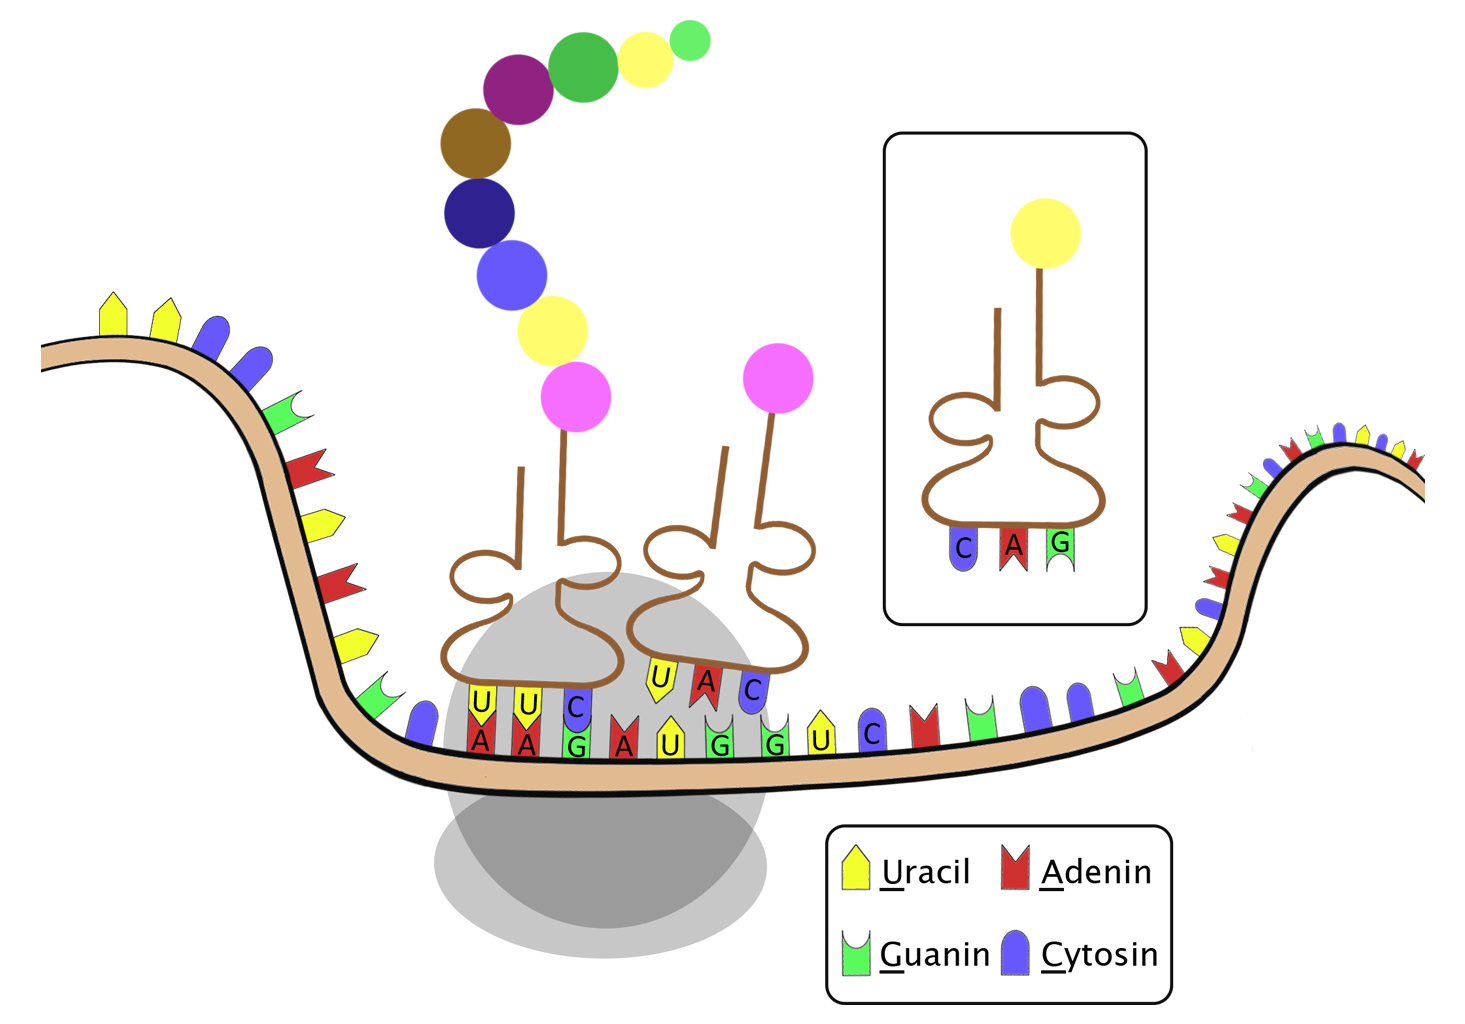 C A G
U A C
U U C
A A G A U G G U C
Uracil Adenin
Guanin Cytosin